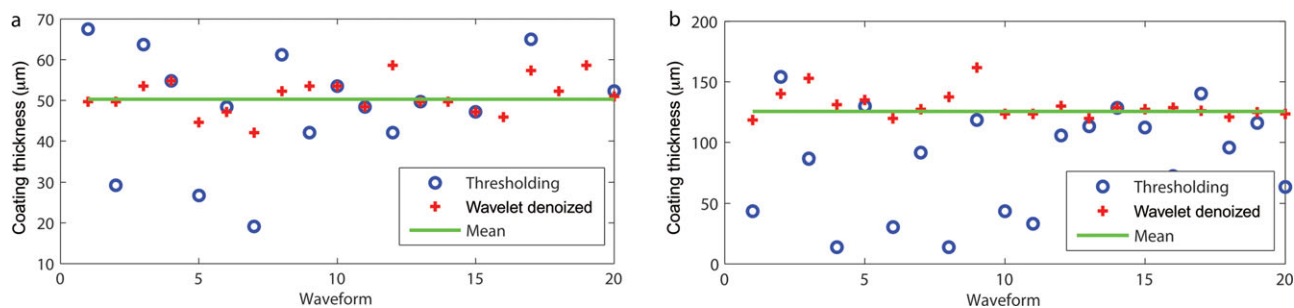 a
70
60
50
40
30
20
10
Coating thickness (μm)
0 5 10 15 20
Waveform
Thresholding
Wavelet denoized
Mean
b
200
150
100
50
0
Coating thickness (μm)
0 5 10 15 20
Waveform
Thresholding
Wavelet denoized
Mean